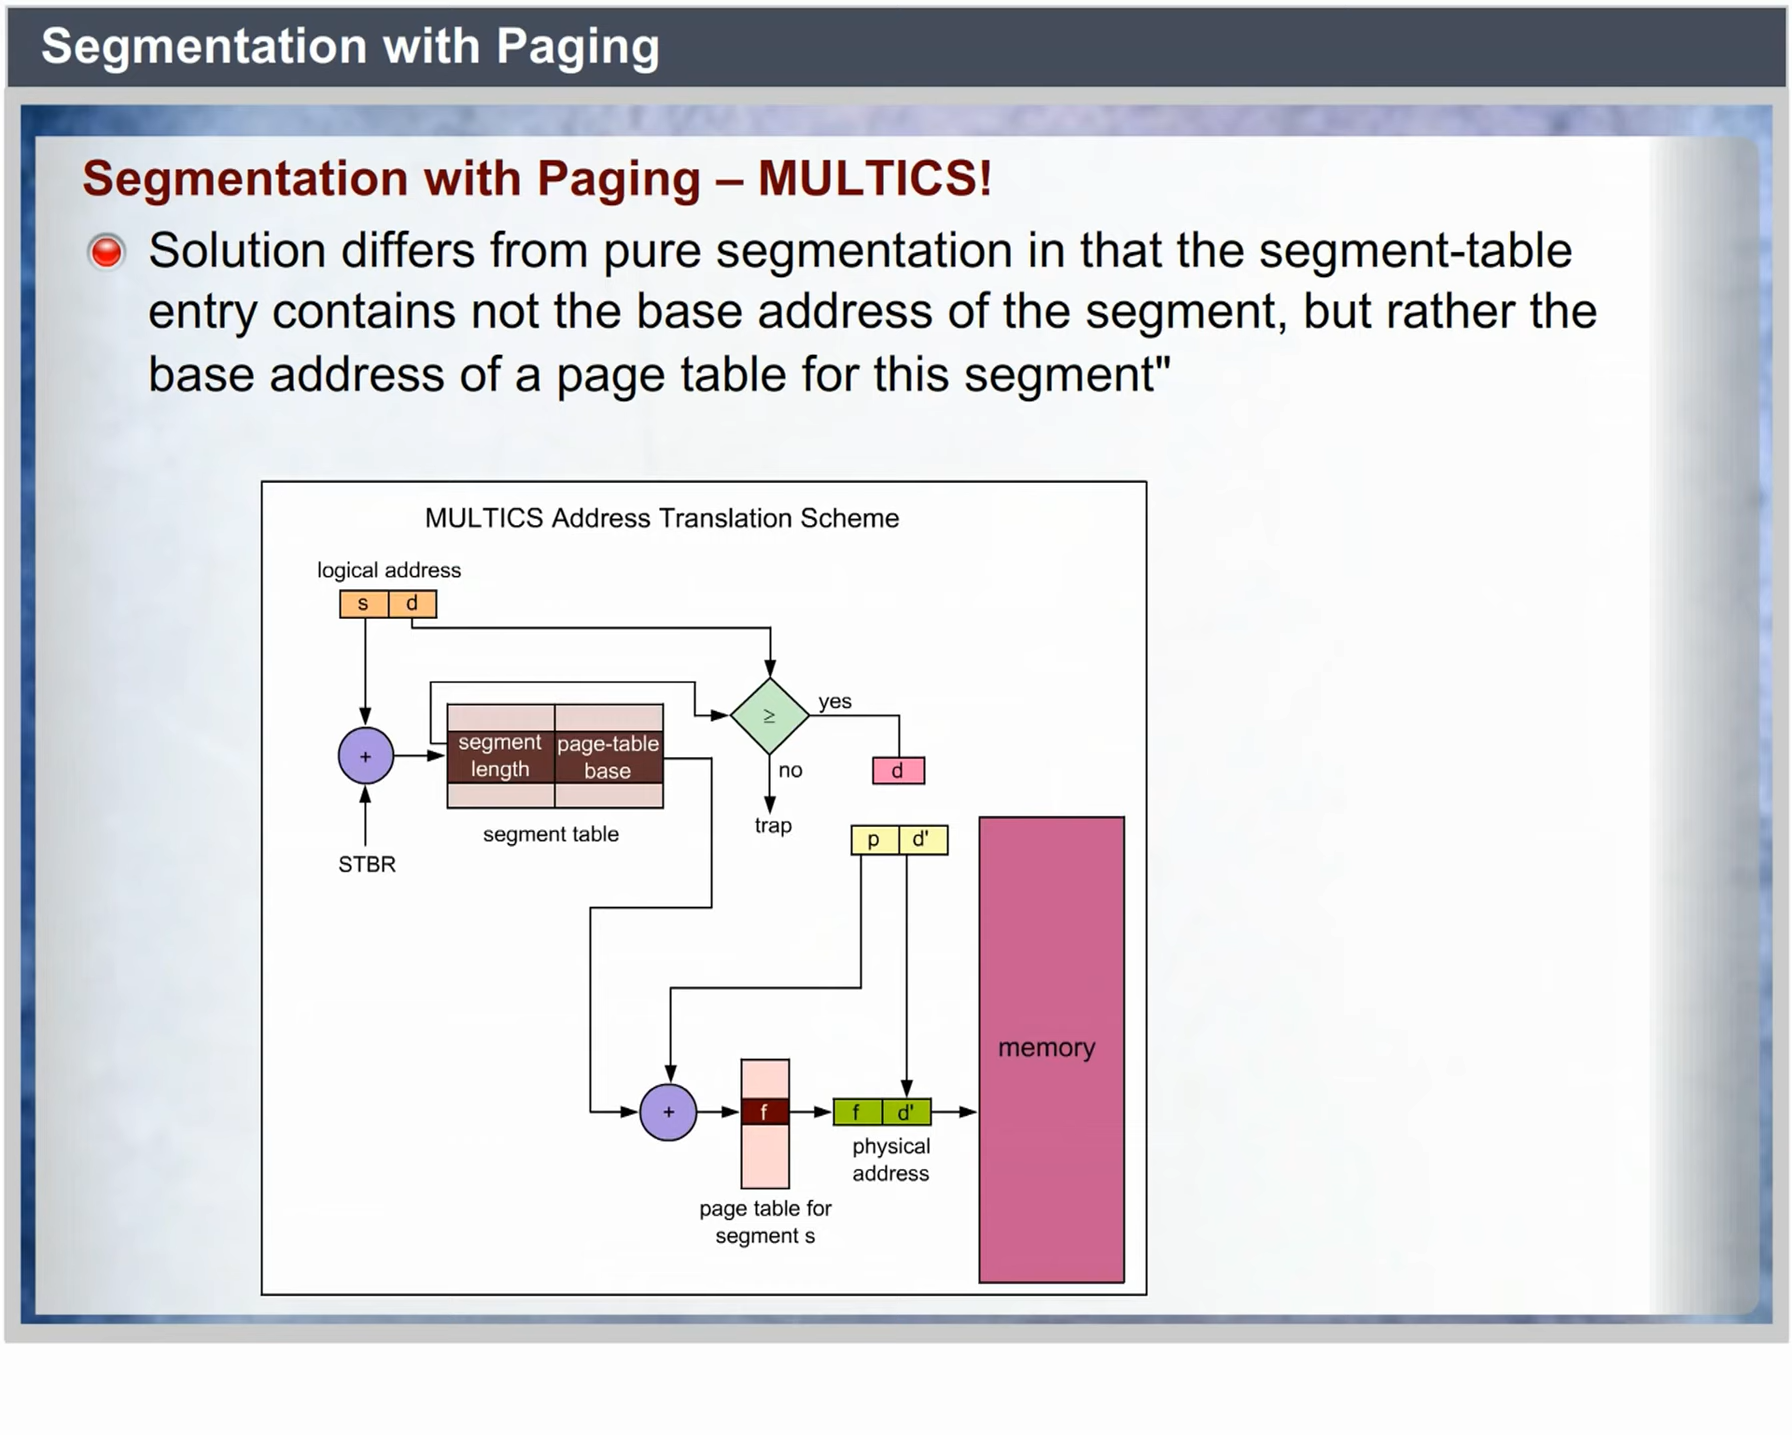 Segmentation with Paging
Segmentation with Paging – MULTICS!
Solution differs from pure segmentation in that the segment-table
entry contains not the base address of the segment, but rather the
base address of a page table for this segment"
MULTICS Address Translation Scheme
logical address
s d
≥
yes
no
trap
d
+
segment length
page-table base
segment table
STBR
p d'
memory
+
f
f d'
physical
address
page table for
segment s